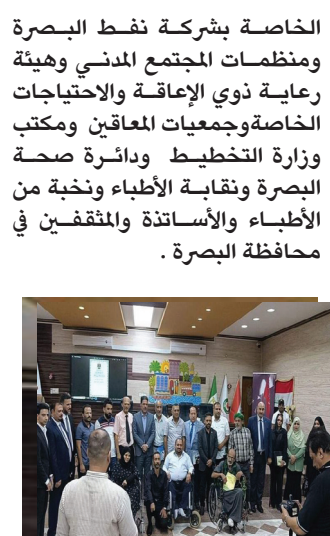 الخاصة بشركة نفط البصرة
ومنظمات المجتمع المدني وهيئة
رعاية ذوي الإعاقة والاحتياجات
الخاصةوجمعيات المعاقين ومكتب
وزارة التخطيط ودائرة صحة
البصرة ونقابة الأطباء ونخبة من
الأطباء والأساتذة والمثقفين في
محافظة البصرة .